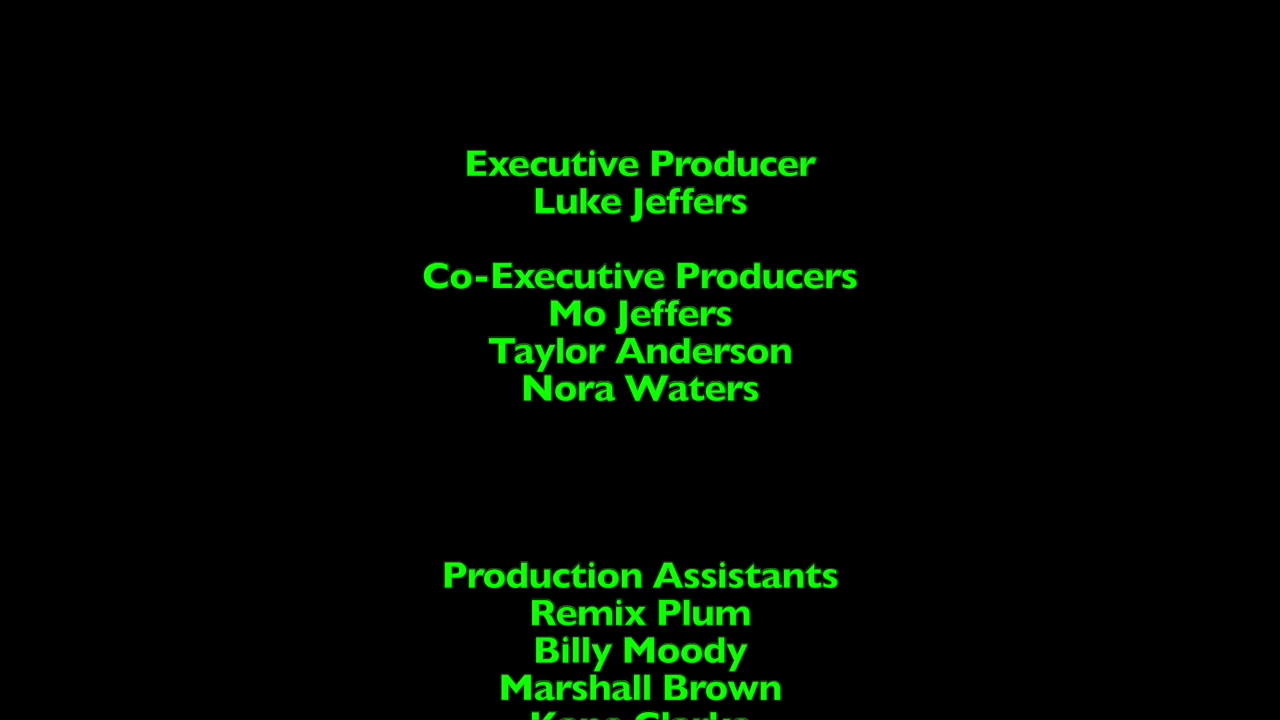 Executive Producer
Luke Jeffers
Co-Executive Producers
Mo Jeffers
Taylor Anderson
Nora Waters
Production Assistants
Remix Plum
Billy Moody
Marshall Brown